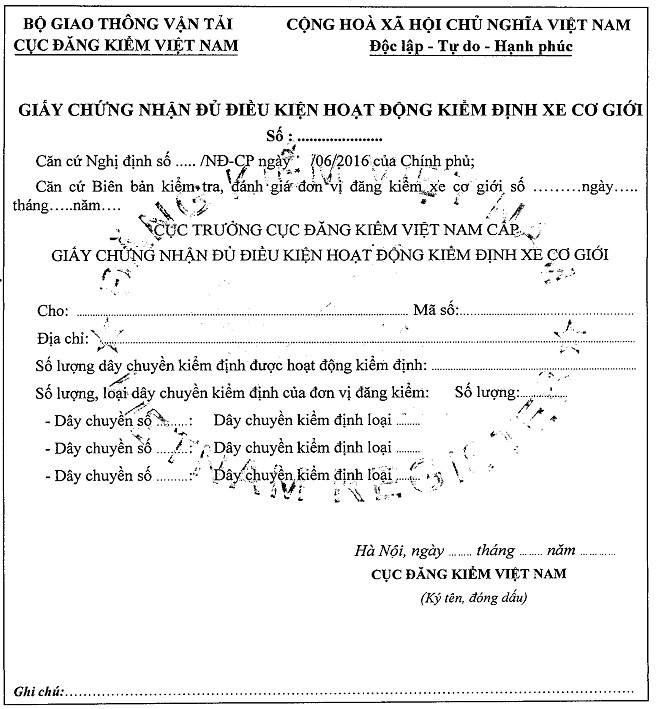 BỘ GIAO THÔNG VẬN TẢI
CỤC ĐĂNG KIỂM VIỆT NAM
CỘNG HOÀ XÃ HỘI CHỦ NGHĨA VIỆT NAM
Độc lập - Tự do - Hạnh phúc
GIẤY CHỨNG NHẬN ĐỦ ĐIỀU KIỆN HOẠT ĐỘNG KIỂM ĐỊNH XE CƠ GIỚI
Số : .....................
Căn cứ Nghị định số ..... /NĐ-CP ngày /06/2016 của Chính phủ;
Căn cứ Biên bản kiểm tra, đánh giá đơn vị đăng kiểm xe cơ giới số .........ngày.....
tháng.....năm....
CỤC TRƯỞNG CỤC ĐĂNG KIỂM VIỆT NAM CẤP
GIẤY CHỨNG NHẬN ĐỦ ĐIỀU KIỆN HOẠT ĐỘNG KIỂM ĐỊNH XE CƠ GIỚI
Cho: ........................ Mã số:........................
Địa chỉ: ........................
Số lượng dây chuyền kiểm định được hoạt động kiểm định: ........................
Số lượng, loại dây chuyền kiểm định của đơn vị đăng kiểm: Số lượng:............
- Dây chuyền số ........: Dây chuyền kiểm định loại ........
- Dây chuyền số ........: Dây chuyền kiểm định loại ........
- Dây chuyền số ........: Dây chuyền kiểm định loại ........
ĐĂNG KIỂM VIỆT NAM
VIETNAM REGISTER
Hà Nội, ngày ........ tháng ........ năm ............
CỤC ĐĂNG KIỂM VIỆT NAM
(Ký tên, đóng dấu)
Ghi chú:........................